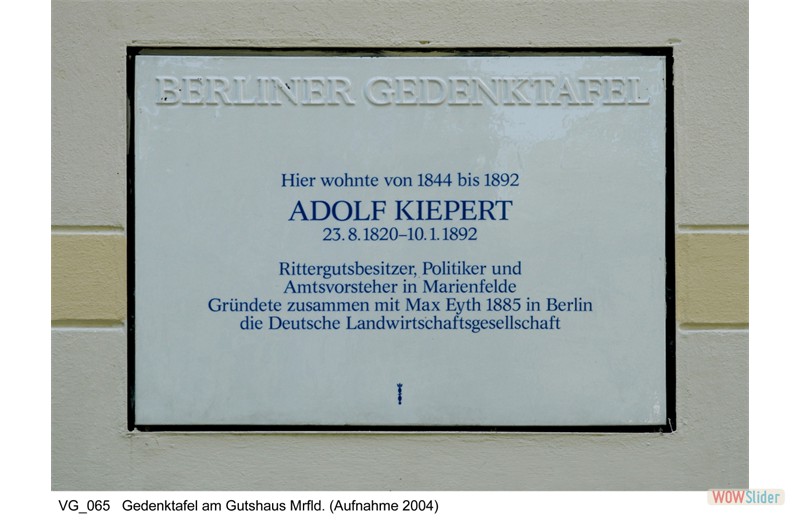 BERLINER GEDENKTAFEL
Hier wohnte von 1844 bis 1892
ADOLF KIEPERT
23.8.1820–10.1.1892
Rittergutsbesitzer, Politiker und
Amtsvorsteher in Marienfelde
Gründete zusammen mit Max Eyth 1885 in Berlin
die Deutsche Landwirtschaftsgesellschaft
VG_065 Gedenktafel am Gutshaus Mrfld. (Aufnahme 2004)
WOWSlider